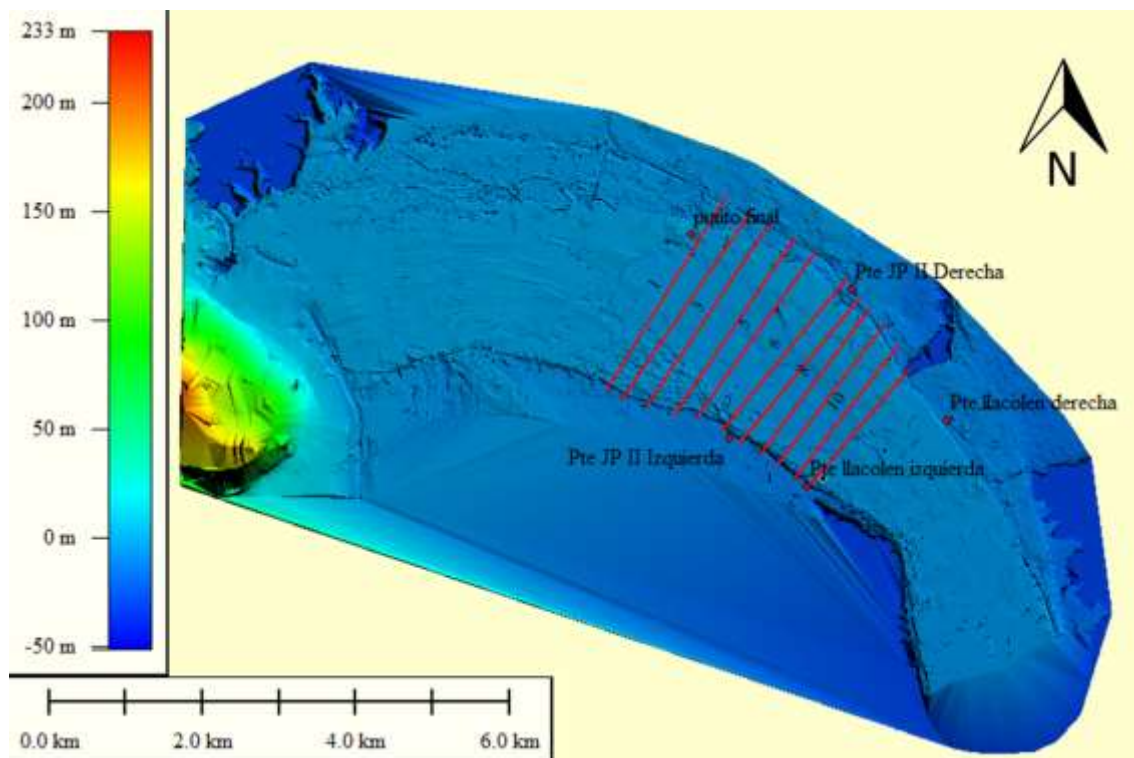 233 m
200 m
150 m
100 m
50 m
0 m
-50 m
N
punto final
Pte JP II Derecha
Pte llacolen derecha
Pte JP II Izquierda
Pte llacolen izquierda
10
0.0 km 2.0 km 4.0 km 6.0 km